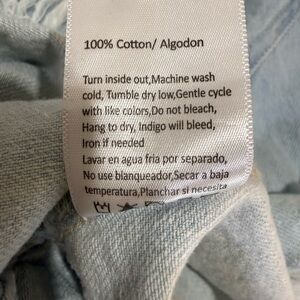 100% Cotton/ Algodon
Turn inside out,Machine wash
cold, Tumble dry low,Gentle cycle
with like colors,Do not bleach,
Hang to dry, Indigo will bleed,
Iron if needed
Lavar en agua fria por separado,
No use blanqueador,Secar a baja
temperatura,Planchar si necesita